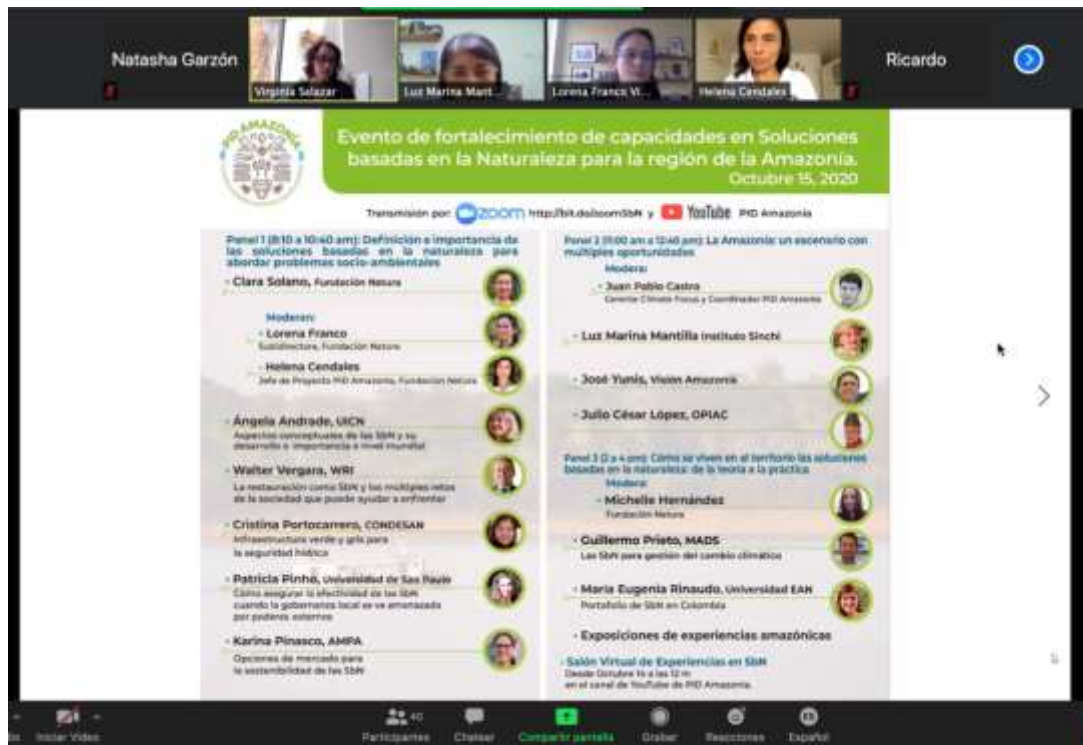 Natasha Garzón
Virginia Salazar
Luz Marina Mant...
Lorena Franco Vi...
Helena Cendales
Ricardo
PID AMAZONÍA
Evento de fortalecimiento de capacidades en Soluciones
basadas en la Naturaleza para la región de la Amazonía.
Octubre 15, 2020
Transmisión por: zoom http://bit.do/zoomSbN y YouTube PID Amazonia
Panel 1 (8:10 a 10:40 am): Definición e importancia de
las soluciones basadas en la naturaleza para
abordar problemas socio-ambientales
- Clara Solano, Fundación Natura
Moderan:
- Lorena Franco
Subdirectora, Fundación Natura
- Helena Cendales
Jefe de Proyecto PID Amazonia, Fundación Natura
- Ángela Andrade, UICN
Aspectos conceptuales de las SbN y su
desarrollo e importancia a nivel mundial
- Walter Vergara, WRI
La restauración como SbN y los múltiples retos
de la sociedad que puede ayudar a enfrentar
- Cristina Portocarrero, CONDESAN
Infraestructura verde y gris para
la seguridad hídrica
- Patricia Pinho, Universidad de Sao Paulo
Cómo asegurar la efectividad de las SbN
cuando la gobernanza local se ve amenazada
por poderes externos
- Karina Pinasco, AMPA
Opciones de mercado para
la sostenibilidad de las SbN
Panel 2 (11:00 am a 12:40 pm): La Amazonía: un escenario con
múltiples oportunidades
Modera:
- Juan Pablo Castro
Gerente Climate Focus y Coordinador PID Amazonia
- Luz Marina Mantilla Instituto Sinchi
- José Yunis, Visión Amazonia
- Julio César López, OPIAC
Panel 3 (2 a 4 pm): Cómo se viven en el territorio las soluciones
basadas en la naturaleza: de la teoría a la práctica
Modera:
- Michelle Hernández
Fundación Natura
- Guillermo Prieto, MADS
Las SbN para gestión del cambio climático
- María Eugenia Rinaudo, Universidad EAN
Portafolio de SbN en Colombia
- Exposiciones de experiencias amazónicas
- Salón Virtual de Experiencias en SbN
Desde Octubre 14 a las 12 m
en el canal de YouTube de PID Amazonia.
Iniciar Video
40
Participantes
Chatear
Compartir pantalla
Grabar
Reacciones
Español